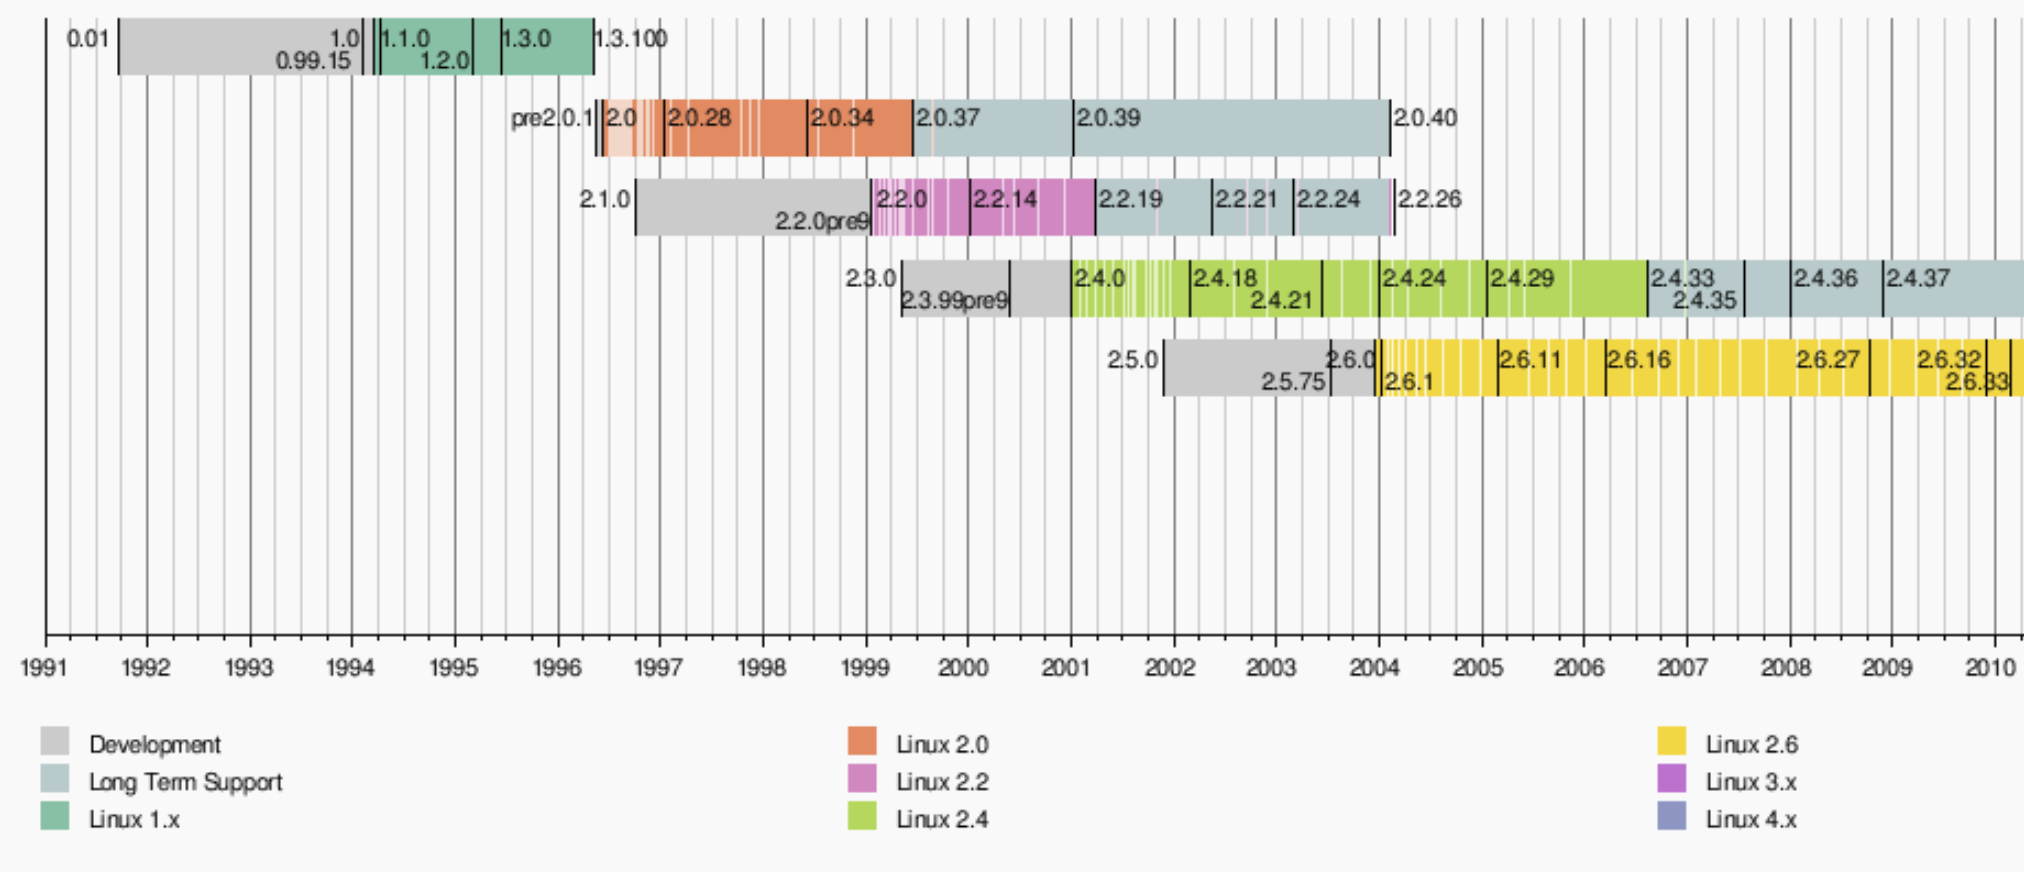 0.01 1.0 1.1.0 1.3.0 1.3.100
0.99.15 1.2.0
pre2.0.1 2.0 2.0.28 2.0.34 2.0.37 2.0.39 2.0.40
2.1.0 2.2.0 2.2.14 2.2.19 2.2.21 2.2.24 2.2.26
2.2.0pre9
2.3.0 2.4.0 2.4.18 2.4.24 2.4.29 2.4.33 2.4.36 2.4.37
2.3.99pre9 2.4.21 2.4.35
2.5.0 2.6.0 2.6.11 2.6.16 2.6.27 2.6.32
2.5.75 2.6.1 2.6.33
1991 1992 1993 1994 1995 1996 1997 1998 1999 2000 2001 2002 2003 2004 2005 2006 2007 2008 2009 2010
Development
Long Term Support
Linux 1.x
Linux 2.0
Linux 2.2
Linux 2.4
Linux 2.6
Linux 3.x
Linux 4.x